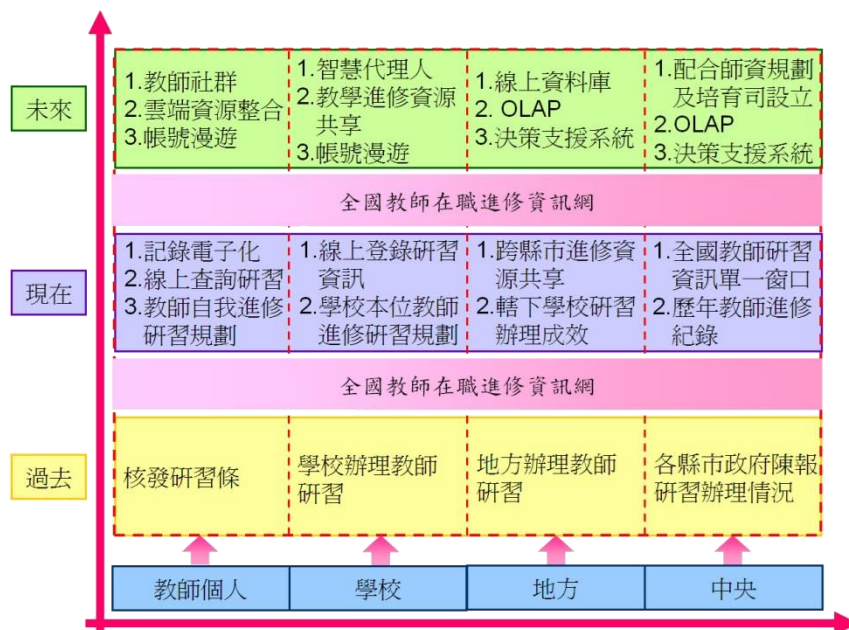 未來
1.教師社群
2.雲端資源整合
3.帳號漫遊
1.智慧代理人
2.教學進修資源
共享
3.帳號漫遊
1.線上資料庫
2. OLAP
3.決策支援系統
1.配合師資規劃
及培育司設立
2.OLAP
3.決策支援系統
全國教師在職進修資訊網
現在
1.記錄電子化
2.線上查詢研習
3.教師自我進修
研習規劃
1.線上登錄研習
資訊
2.學校本位教師
進修研習規劃
1.跨縣市進修資
源共享
2.轄下學校研習
辦理成效
1.全國教師研習
資訊單一窗口
2.歷年教師進修
紀錄
全國教師在職進修資訊網
過去
核發研習條
學校辦理教師
研習
地方辦理教師
研習
各縣市政府陳報
研習辦理情況
教師個人
學校
地方
中央